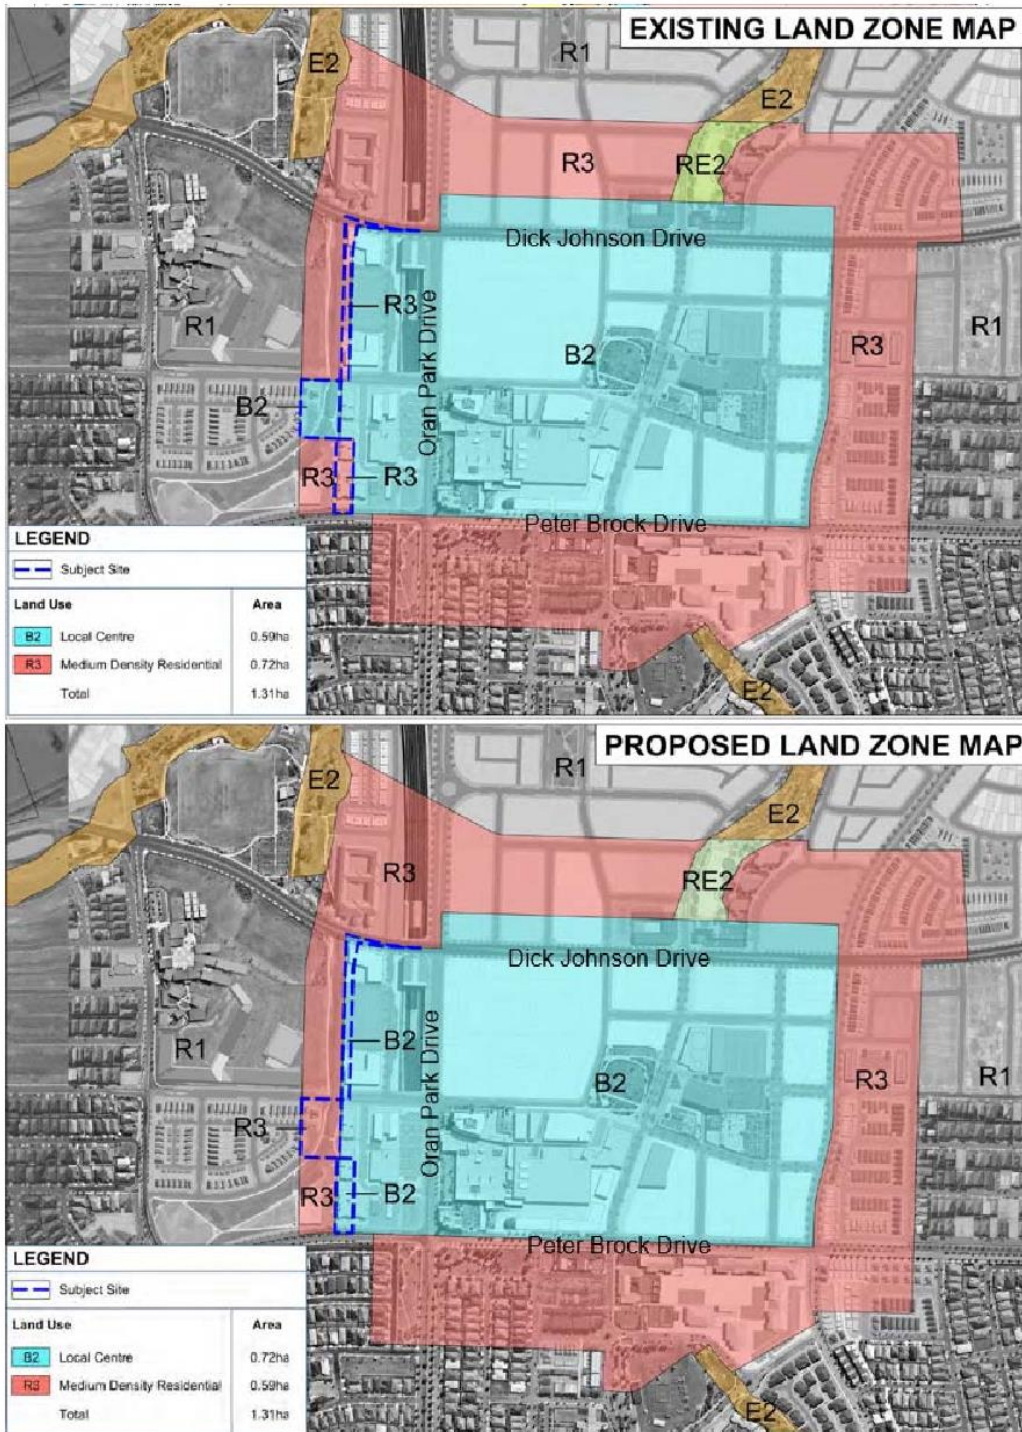 EXISTING LAND ZONE MAP
R1
E2
E2
R3
RE2
Dick Johnson Drive
R3
Oran Park Drive
R1
B2
R3
R1
B2
R3
R3
Peter Brock Drive
E2
LEGEND
Subject Site
Land Use Area
B2 Local Centre 0.59ha
R3 Medium Density Residential 0.72ha
Total 1.31ha
PROPOSED LAND ZONE MAP
R1
E2
E2
R3
RE2
Dick Johnson Drive
B2
Oran Park Drive
R1
B2
R3
R1
R3
R3
B2
Peter Brock Drive
E2
LEGEND
Subject Site
Land Use Area
B2 Local Centre 0.72ha
R3 Medium Density Residential 0.59ha
Total 1.31ha